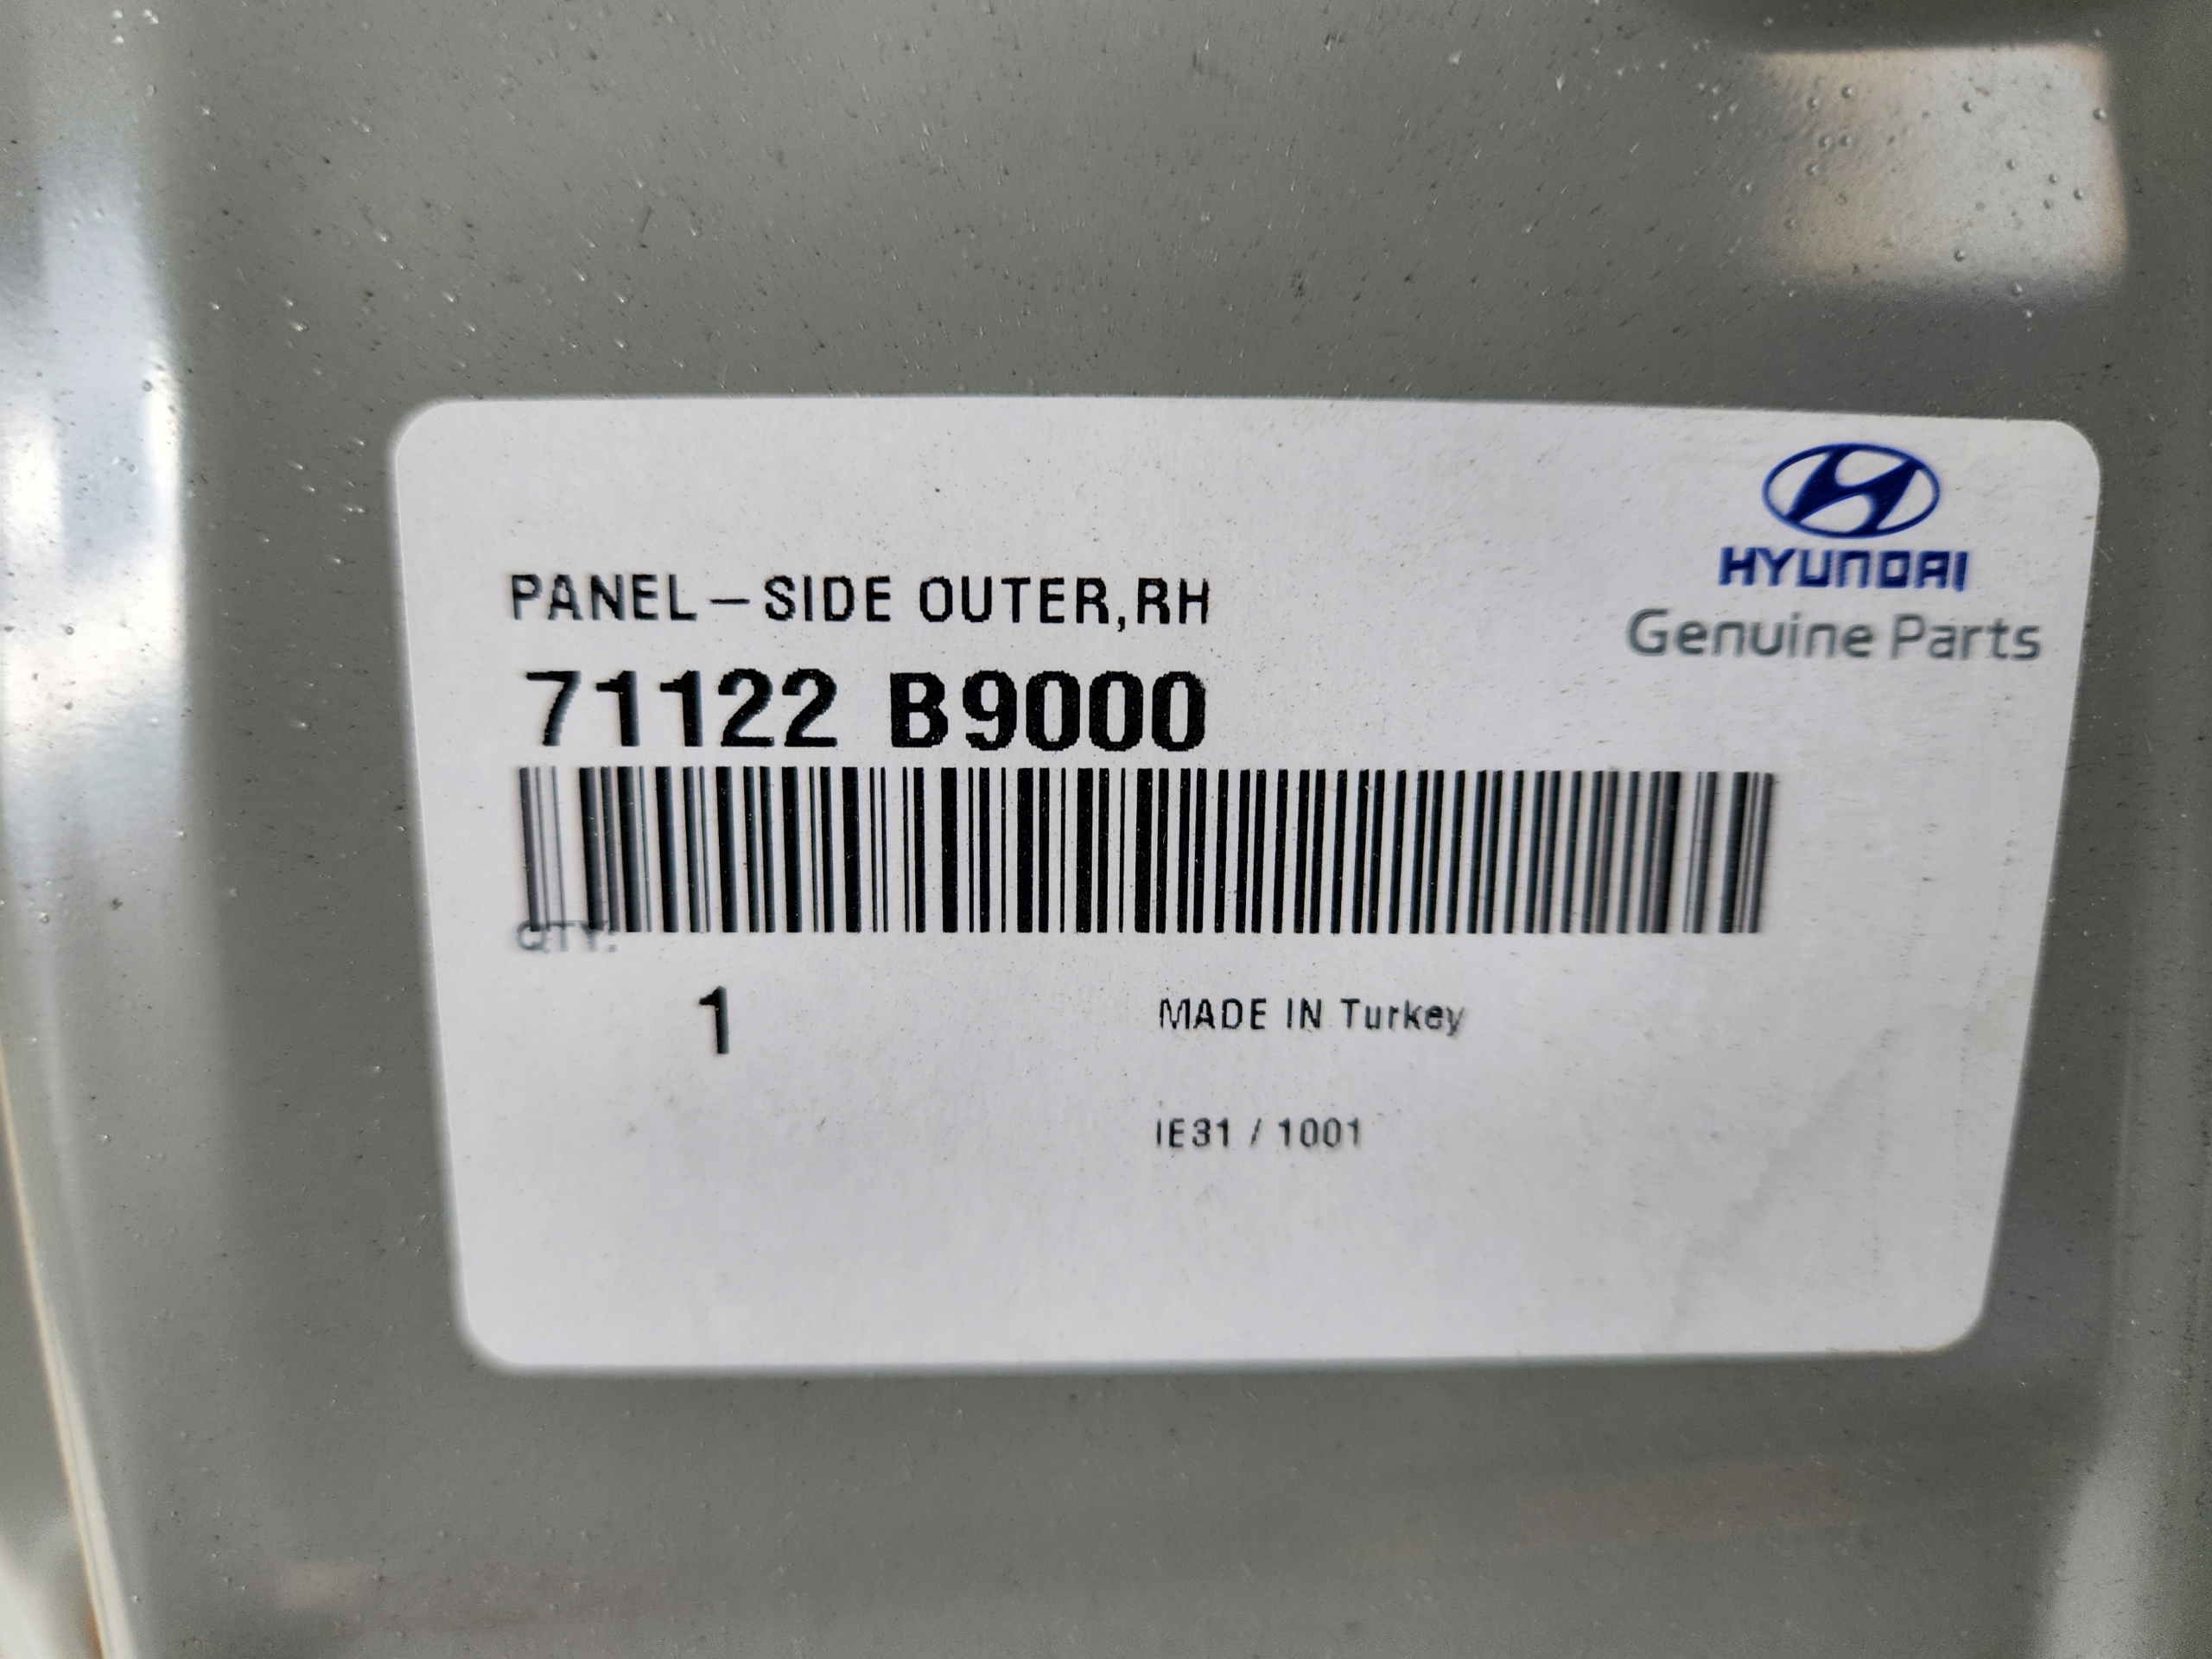 HYUNDAI
Genuine Parts
PANEL-SIDE OUTER,RH
71122 B9000
QTY:
1
MADE IN Turkey
IE31 / 1001